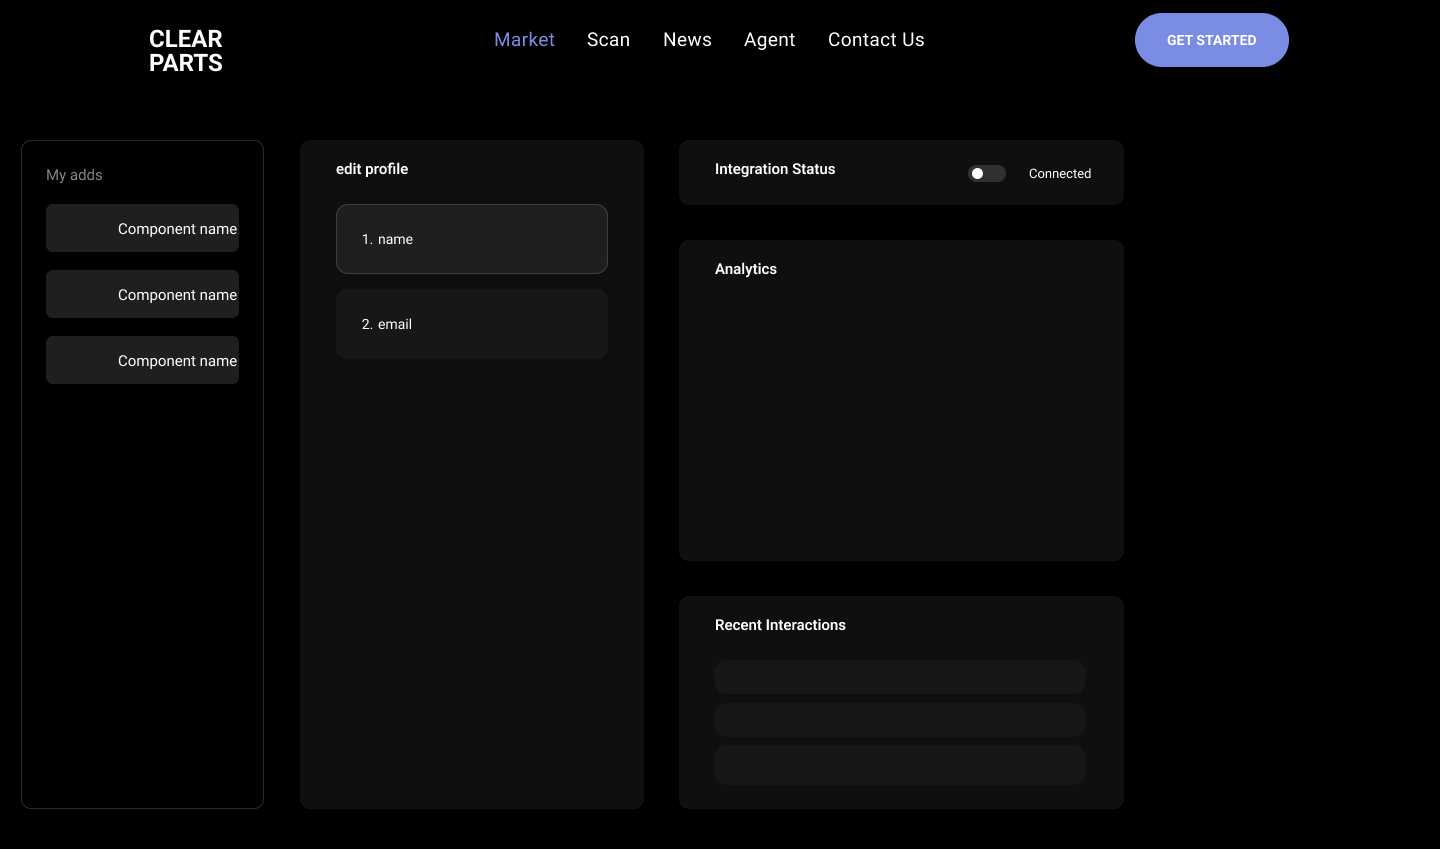 CLEAR
PARTS
Market Scan News Agent Contact Us
GET STARTED
My adds
Component name
Component name
Component name
edit profile
1. name
2. email
Integration Status
Connected
Analytics
Recent Interactions